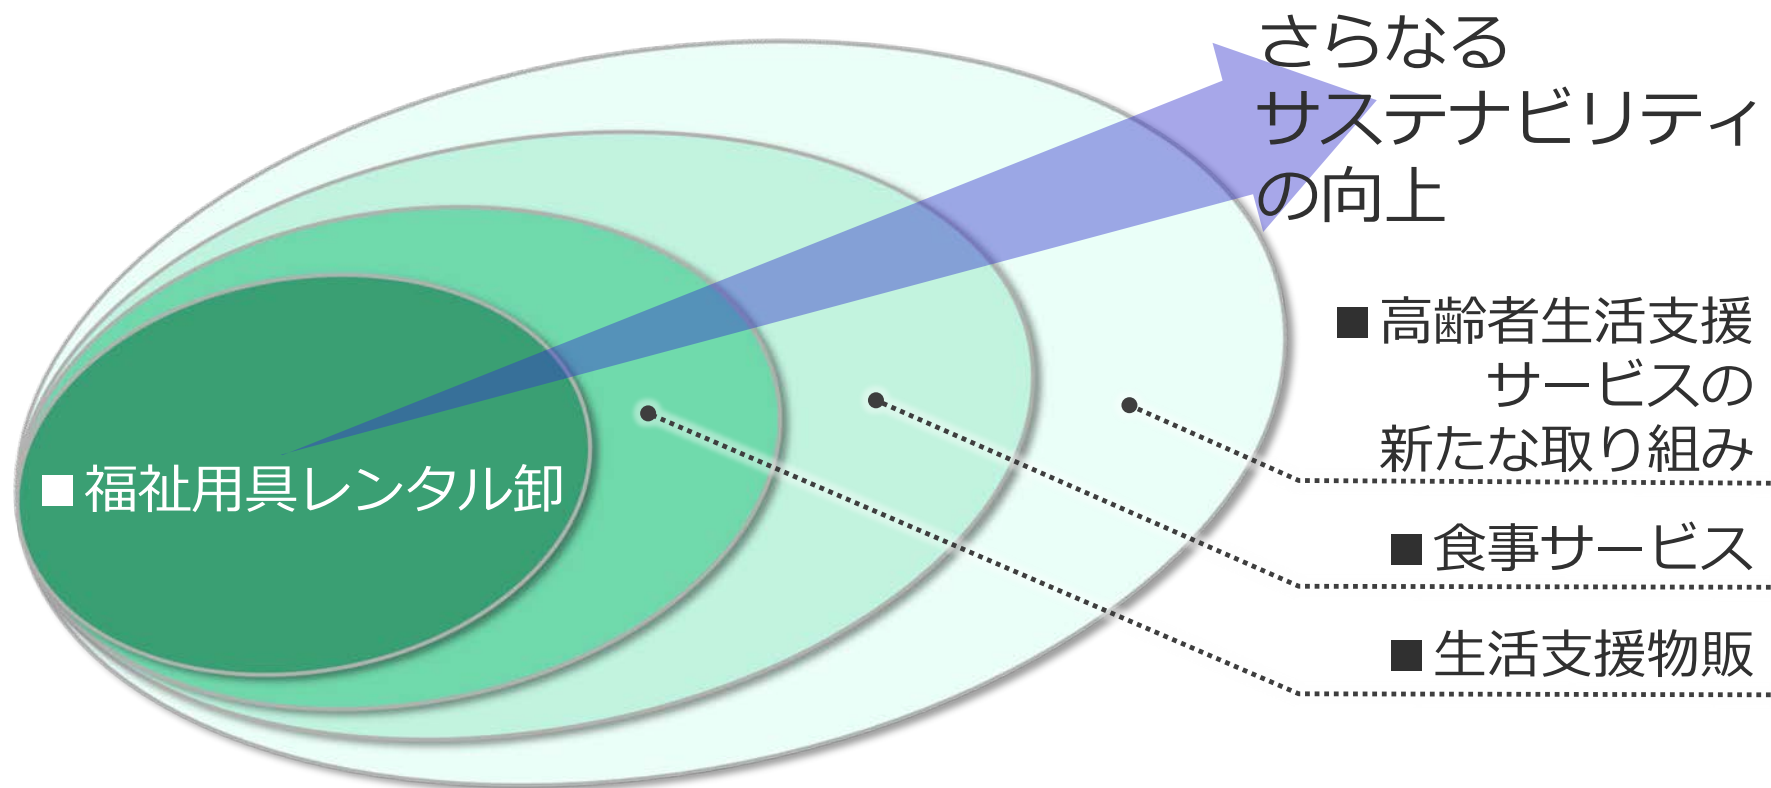 さらなる
サステナビリティ
の向上
■福祉用具レンタル卸
■高齢者生活支援
サービスの
新たな取り組み
■食事サービス
■生活支援物販